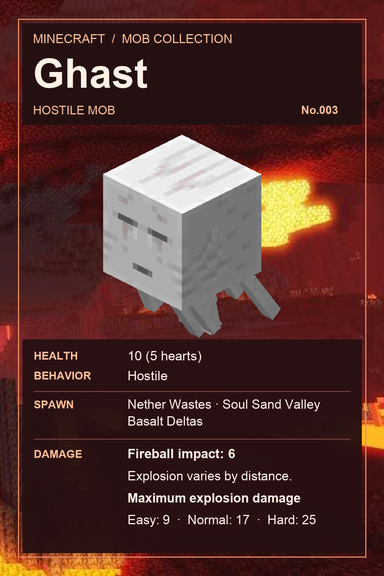 MINECRAFT / MOB COLLECTION
Ghast
HOSTILE MOB No.003
HEALTH 10 (5 hearts)
BEHAVIOR Hostile
SPAWN Nether Wastes · Soul Sand Valley
Basalt Deltas
DAMAGE Fireball impact: 6
Explosion varies by distance.
Maximum explosion damage
Easy: 9 · Normal: 17 · Hard: 25